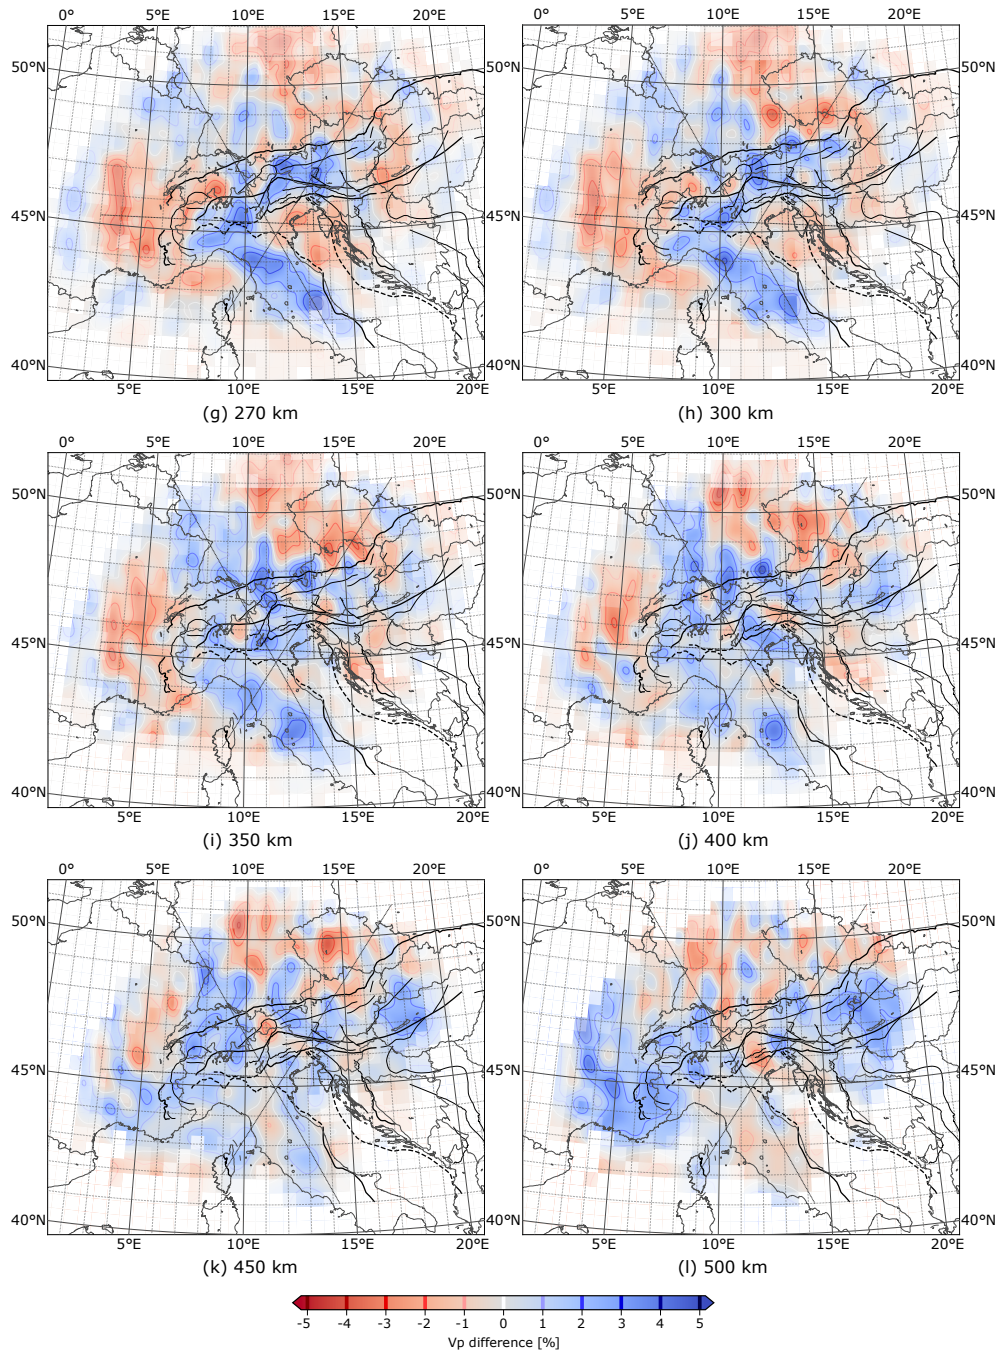 0° 5°E 10°E 15°E 20°E 0° 5°E 10°E 15°E 20°E
50°N 50°N 50°N
45°N 45°N 45°N
40°N 40°N 40°N
5°E 10°E 15°E 20°E 5°E 10°E 15°E 20°E
(g) 270 km (h) 300 km
0° 5°E 10°E 15°E 20°E 0° 5°E 10°E 15°E 20°E
50°N 50°N 50°N
45°N 45°N 45°N
40°N 40°N 40°N
5°E 10°E 15°E 20°E 5°E 10°E 15°E 20°E
(i) 350 km (j) 400 km
0° 5°E 10°E 15°E 20°E 0° 5°E 10°E 15°E 20°E
50°N 50°N 50°N
45°N 45°N 45°N
40°N 40°N 40°N
5°E 10°E 15°E 20°E 5°E 10°E 15°E 20°E
(k) 450 km (l) 500 km
-5 -4 -3 -2 -1 0 1 2 3 4 5
Vp difference [%]